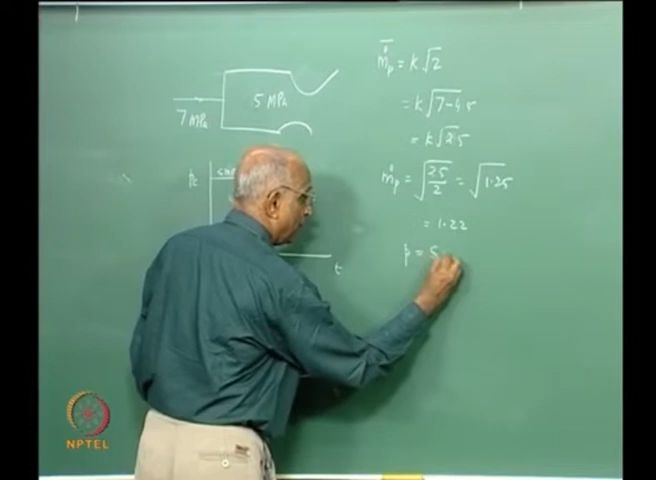 5 MPa
7 MPa
Pc
5MP
t
ṁ̄p = k√2
= k√7-4.5
= k√2.5
ṁp = √2.5/2 = √1.25
= 1.22
p = 5
NPTEL